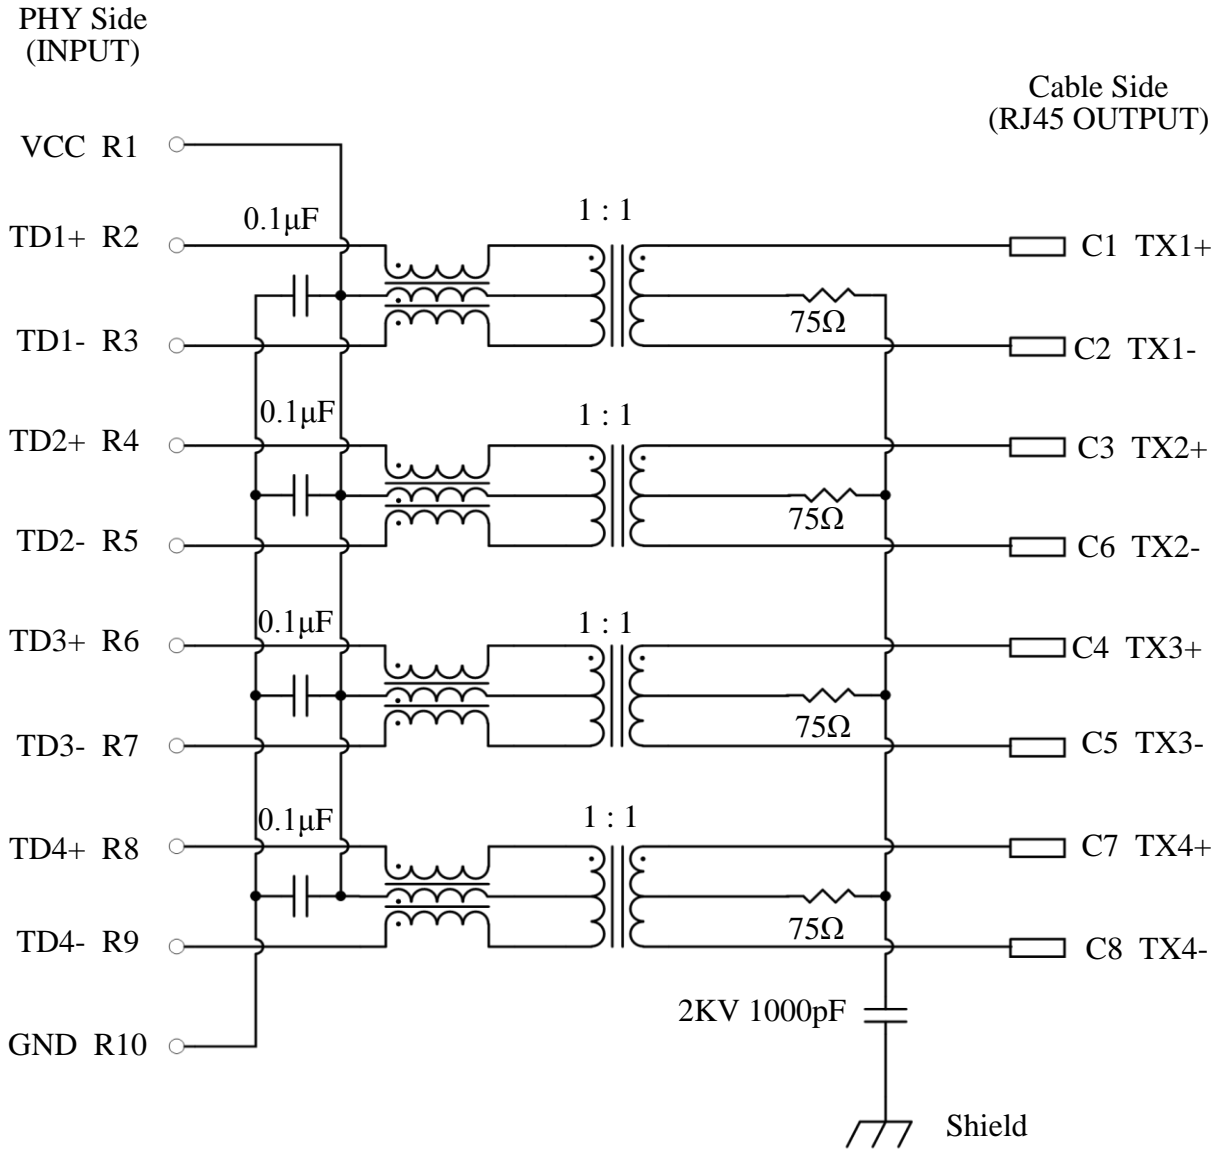 PHY Side
(INPUT)
Cable Side
(RJ45 OUTPUT)
VCC R1
TD1+ R2
0.1μF
1 : 1
C1 TX1+
75Ω
TD1- R3
C2 TX1-
0.1μF
1 : 1
TD2+ R4
C3 TX2+
75Ω
TD2- R5
C6 TX2-
0.1μF
1 : 1
TD3+ R6
C4 TX3+
75Ω
TD3- R7
C5 TX3-
0.1μF
1 : 1
TD4+ R8
C7 TX4+
75Ω
TD4- R9
C8 TX4-
2KV 1000pF
GND R10
Shield